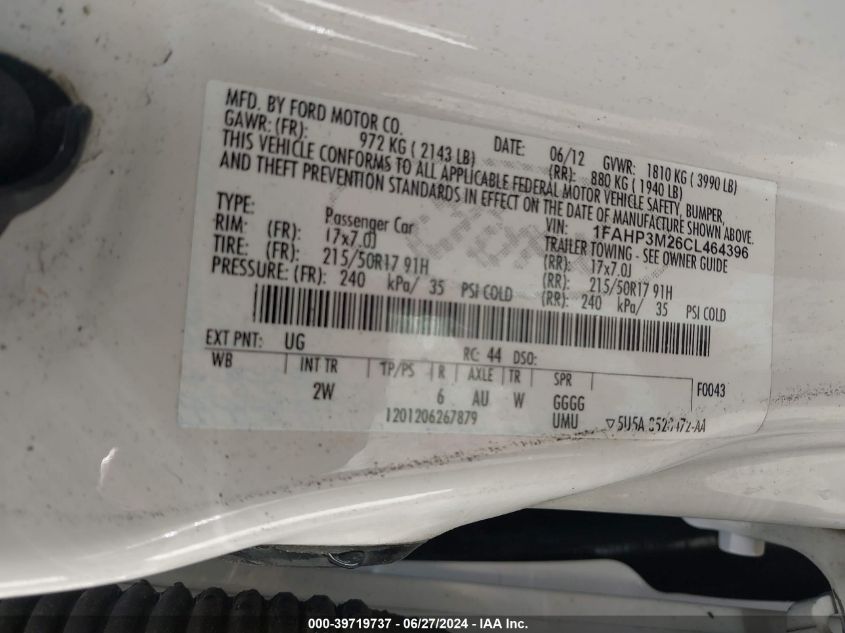 MFD. BY FORD MOTOR CO.
DATE: 06/12 GVWR: 1810 KG ( 3990 LB)
GAWR: (FR): 972 KG ( 2143 LB) (RR): 880 KG ( 1940 LB)
THIS VEHICLE CONFORMS TO ALL APPLICABLE FEDERAL MOTOR VEHICLE SAFETY, BUMPER,
AND THEFT PREVENTION STANDARDS IN EFFECT ON THE DATE OF MANUFACTURE SHOWN ABOVE.
VIN: 1FAHP3M26CL464396
TYPE: Passenger Car TRAILER TOWING - SEE OWNER GUIDE
RIM: (FR): 17x7.0J (RR): 17x7.0J
TIRE: (FR): 215/50R17 91H (RR): 215/50R17 91H
PRESSURE: (FR): 240 kPa/ 35 PSI COLD (RR): 240 kPa/ 35 PSI COLD
EXT PNT: UG RC: 44 DSO:
WB INT TR TP/PS R AXLE TR SPR F0043
2W 6 AU W GGGG
1201206267879 UMU
000-39719737 - 06/27/2024 - IAA Inc.